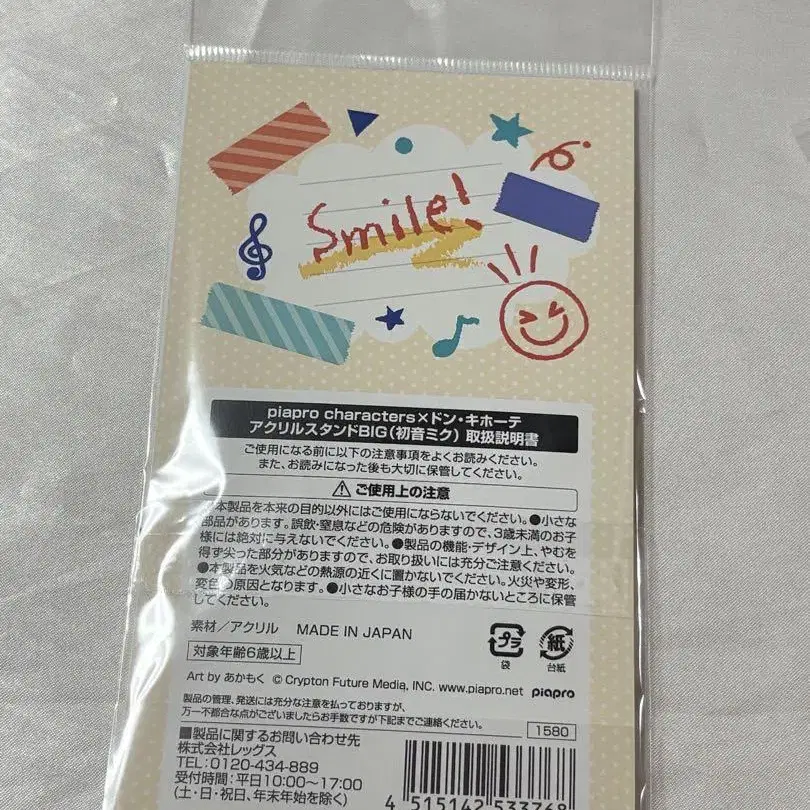 Smile!
piapro characters×ドン・キホーテ
アクリルスタンドBIG(初音ミク) 取扱説明書
ご使用になる前に以下の注意事項をよくお読みください。
また、お読みになった後も大切に保管してください。
⚠ご使用上の注意
●本製品を本来の目的以外にはご使用にならないでください。●小さな
部品があります。誤飲・窒息などの危険がありますので、3歳未満のお子
様には絶対に与えないでください。●製品の機能・デザイン上、やむを
得ず尖った部分がありますので、お取り扱いには充分ご注意ください。
●本製品を火気などの熱源の近くに置かないでください。火災や変形、
変色の原因となります。●小さなお子様の手の届かないところに保管
してください。
素材/アクリル MADE IN JAPAN
プラ
袋
紙
台紙
対象年齢6歳以上
Art by あかもく © Crypton Future Media, INC. www.piapro.net piapro
製品の管理、発送には充分な注意を払っておりますが、
万一不都合な点がございましたらお手数ですが下記までご連絡ください。
1580
■製品に関するお問い合わせ先
株式会社レッグス
TEL:0120-434-889
受付時間:平日10:00~17:00
(土・日・祝日、年末年始を除く)
4 515142 533768